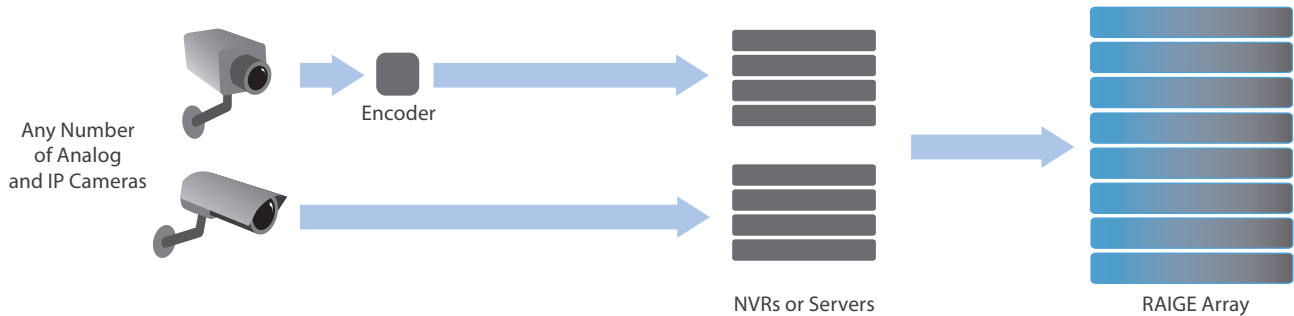 Any Number
of Analog
and IP Cameras
Encoder
NVRs or Servers
RAIGE Array